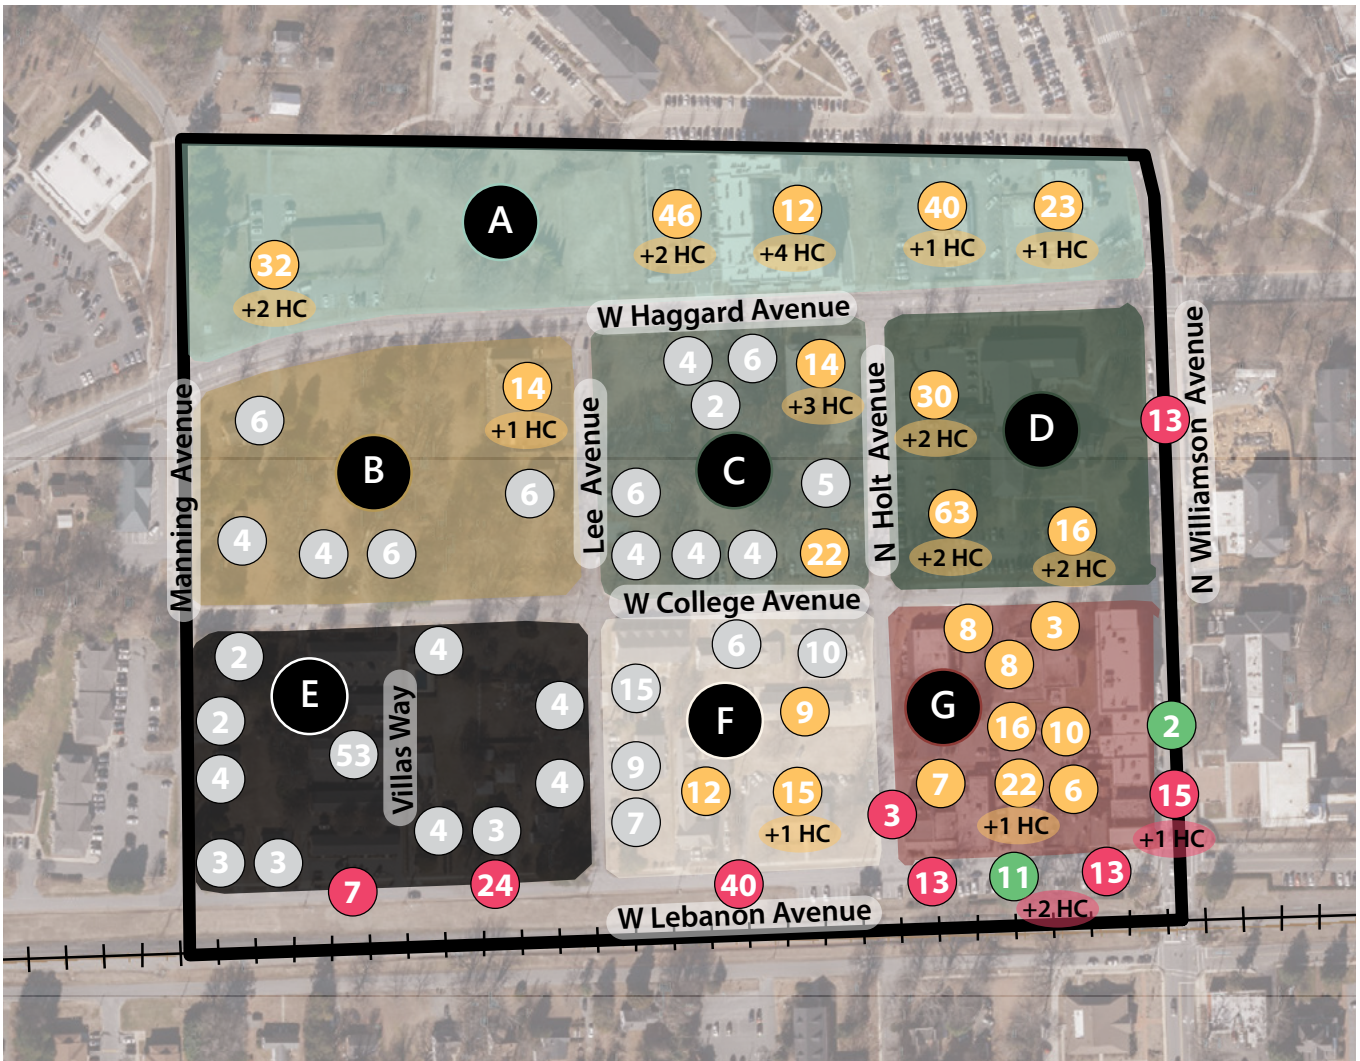 A
46
+2 HC
12
+4 HC
40
+1 HC
23
+1 HC
32
+2 HC
W Haggard Avenue
Manning Avenue
B
6
14
+1 HC
6
4
4
6
Lee Avenue
C
4
6
14
+3 HC
2
6
5
4
4
4
22
N Holt Avenue
D
30
+2 HC
63
+2 HC
16
+2 HC
13
N Williamson Avenue
W College Avenue
E
2
4
2
4
53
4
4
4
3
3
3
Villas Way
7
24
F
6
10
15
9
9
12
15
+1 HC
7
40
G
8
3
8
16
10
7
22
+1 HC
6
2
3
15
+1 HC
13
11
13
+2 HC
W Lebanon Avenue